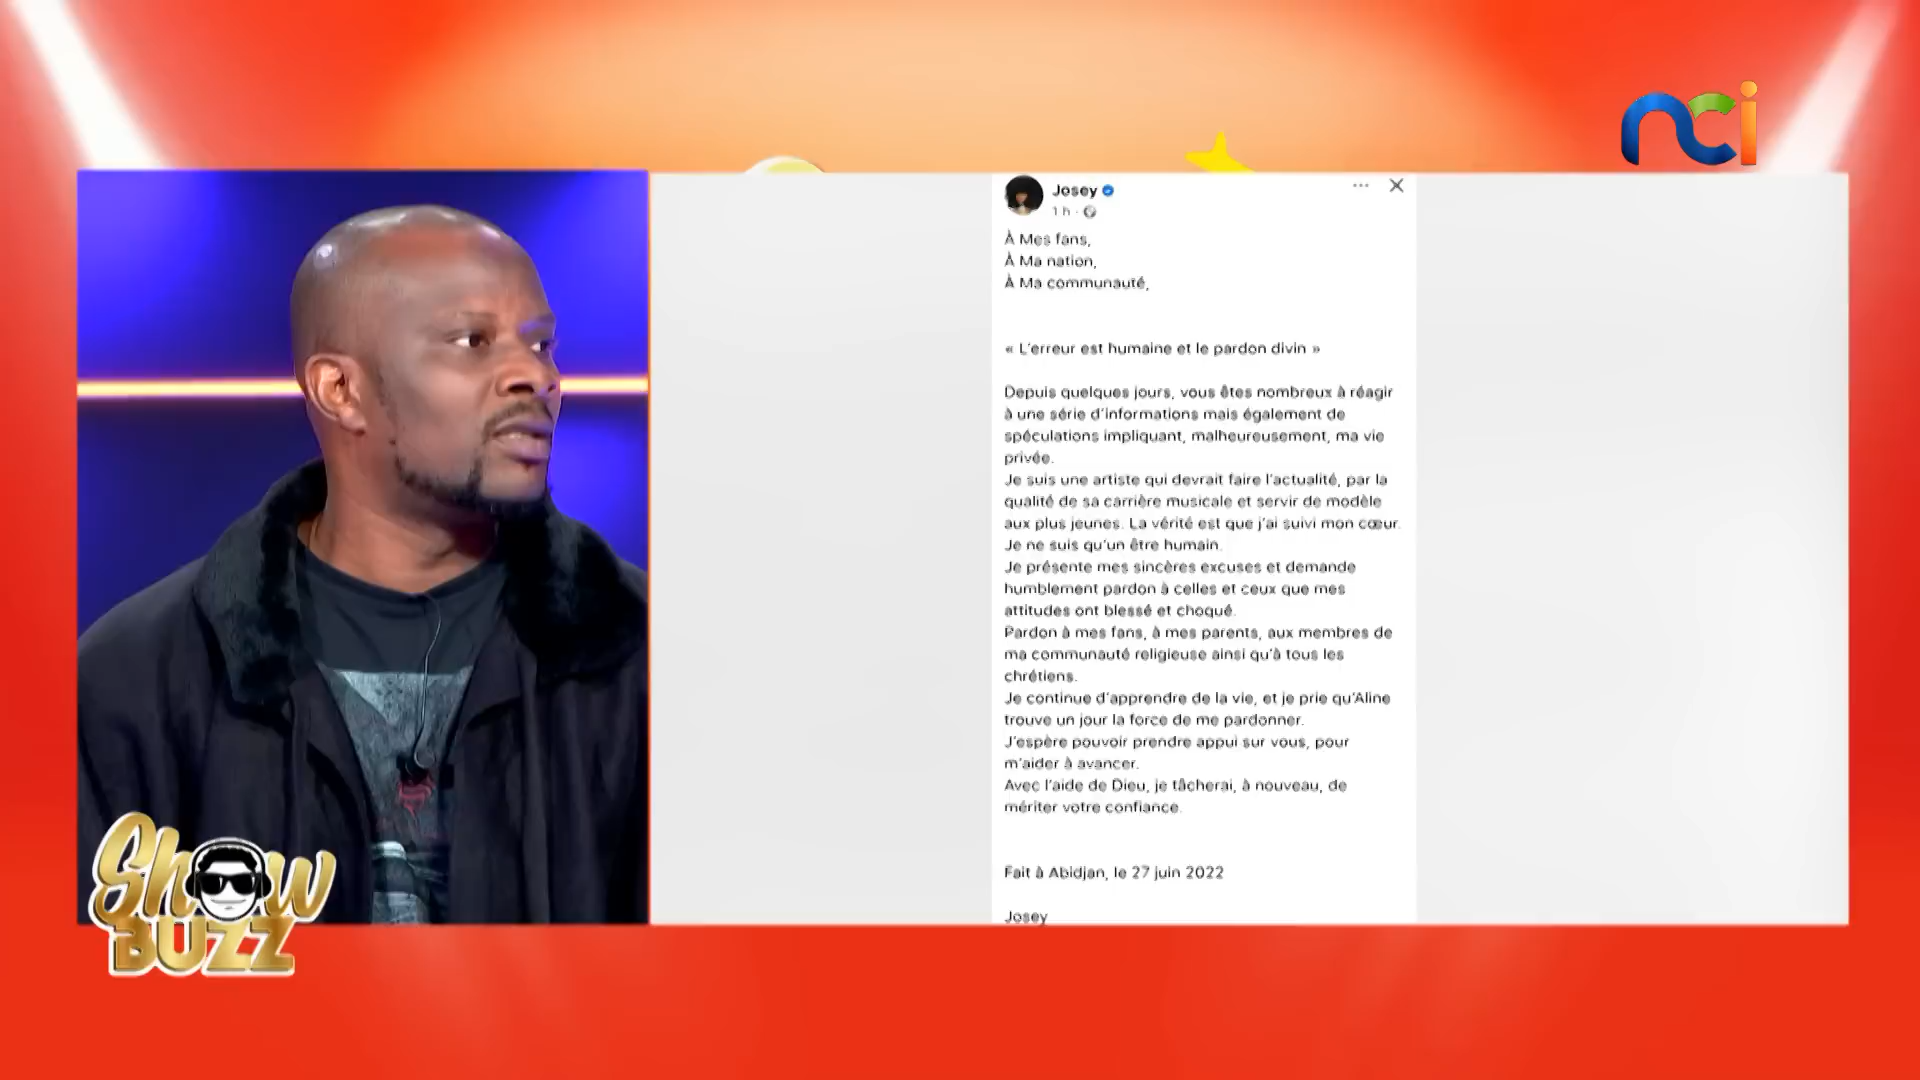 nci
Josey
1 h
À Mes fans,
À Ma nation,
À Ma communauté,
« L'erreur est humaine et le pardon divin »
Depuis quelques jours, vous êtes nombreux à réagir
à une série d'informations mais également de
spéculations impliquant, malheureusement, ma vie
privée.
Je suis une artiste qui devrait faire l'actualité, par la
qualité de sa carrière musicale et servir de modèle
aux plus jeunes. La vérité est que j'ai suivi mon cœur.
Je ne suis qu'un être humain.
Je présente mes sincères excuses et demande
humblement pardon à celles et ceux que mes
attitudes ont blessé et choqué.
Pardon à mes fans, à mes parents, aux membres de
ma communauté religieuse ainsi qu'à tous les
chrétiens.
Je continue d'apprendre de la vie, et je prie qu'Aline
trouve un jour la force de me pardonner.
J'espère pouvoir prendre appui sur vous, pour
m'aider à avancer.
Avec l'aide de Dieu, je tâcherai, à nouveau, de
mériter votre confiance.
Fait à Abidjan, le 27 juin 2022
Josey
Show
BUZZ